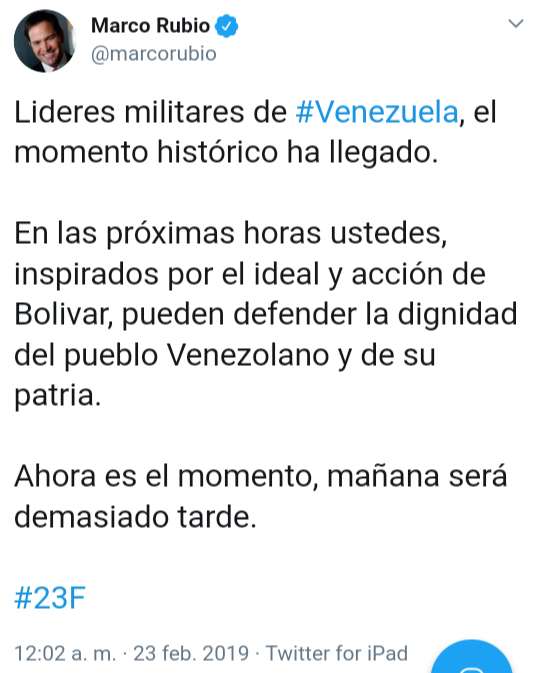 Marco Rubio
@marcorubio
Lideres militares de #Venezuela, el
momento histórico ha llegado.
En las próximas horas ustedes,
inspirados por el ideal y acción de
Bolivar, pueden defender la dignidad
del pueblo Venezolano y de su
patria.
Ahora es el momento, mañana será
demasiado tarde.
#23F
12:02 a. m. · 23 feb. 2019 · Twitter for iPad